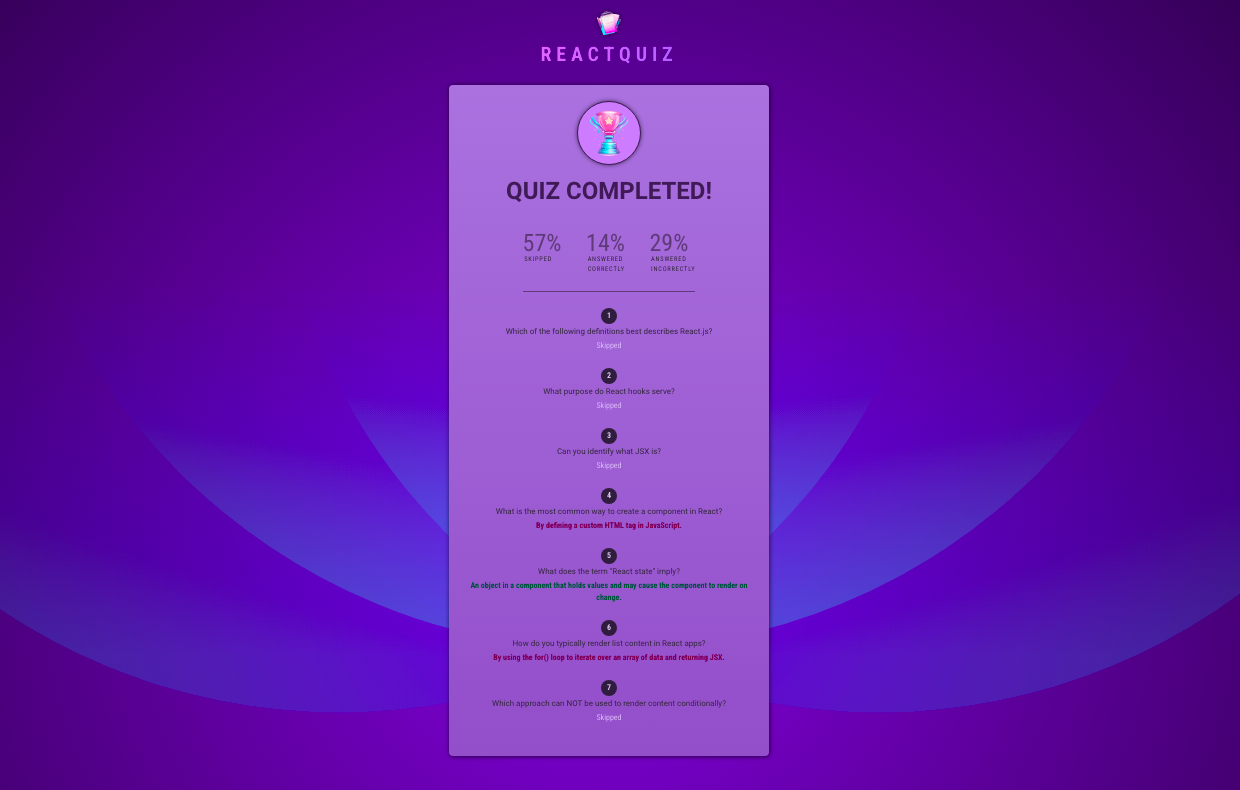 REACTQUIZ
QUIZ COMPLETED!
57% 14% 29%
SKIPPED ANSWERED ANSWERED
CORRECTLY INCORRECTLY
1
Which of the following definitions best describes React.js?
Skipped
2
What purpose do React hooks serve?
Skipped
3
Can you identify what JSX is?
Skipped
4
What is the most common way to create a component in React?
By defining a custom HTML tag in JavaScript.
5
What does the term "React state" imply?
An object in a component that holds values and may cause the component to render on
change.
6
How do you typically render list content in React apps?
By using the for() loop to iterate over an array of data and returning JSX.
7
Which approach can NOT be used to render content conditionally?
Skipped